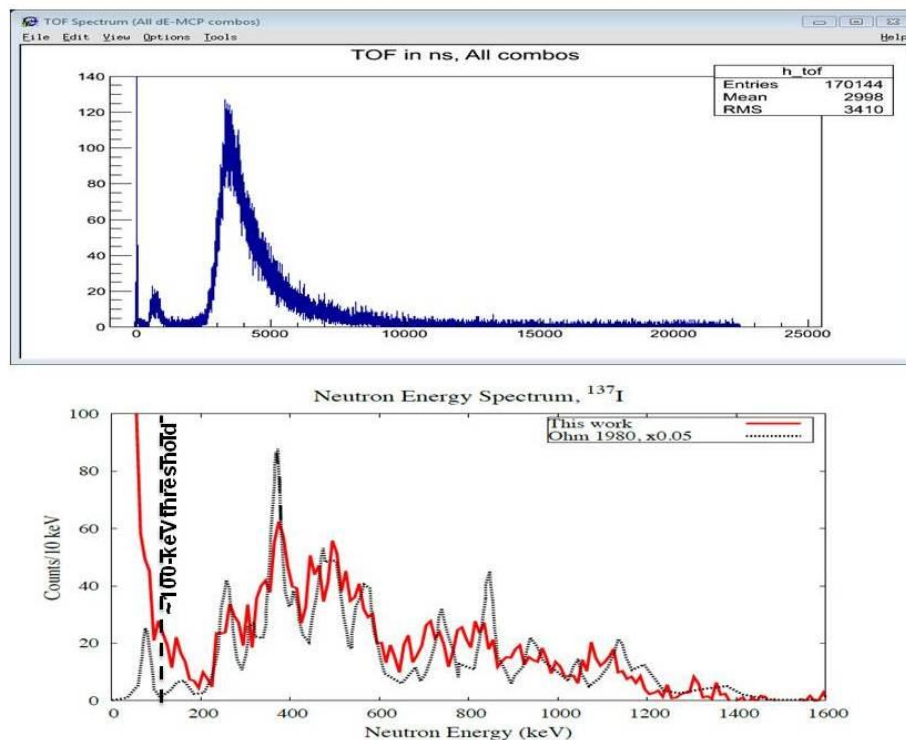 TOF Spectrum (All dE-MCP combos)
File Edit View Options Tools Help
TOF in ns, All combos
h_tof
Entries 170144
Mean 2998
RMS 3410
140
120
100
80
60
40
20
0
0 5000 10000 15000 20000 25000
Neutron Energy Spectrum, ¹³⁷I
This work
Ohm 1980, x0.05
~100-keV threshold
Counts/10 keV
100
80
60
40
20
0
0 200 400 600 800 1000 1200 1400 1600
Neutron Energy (keV)